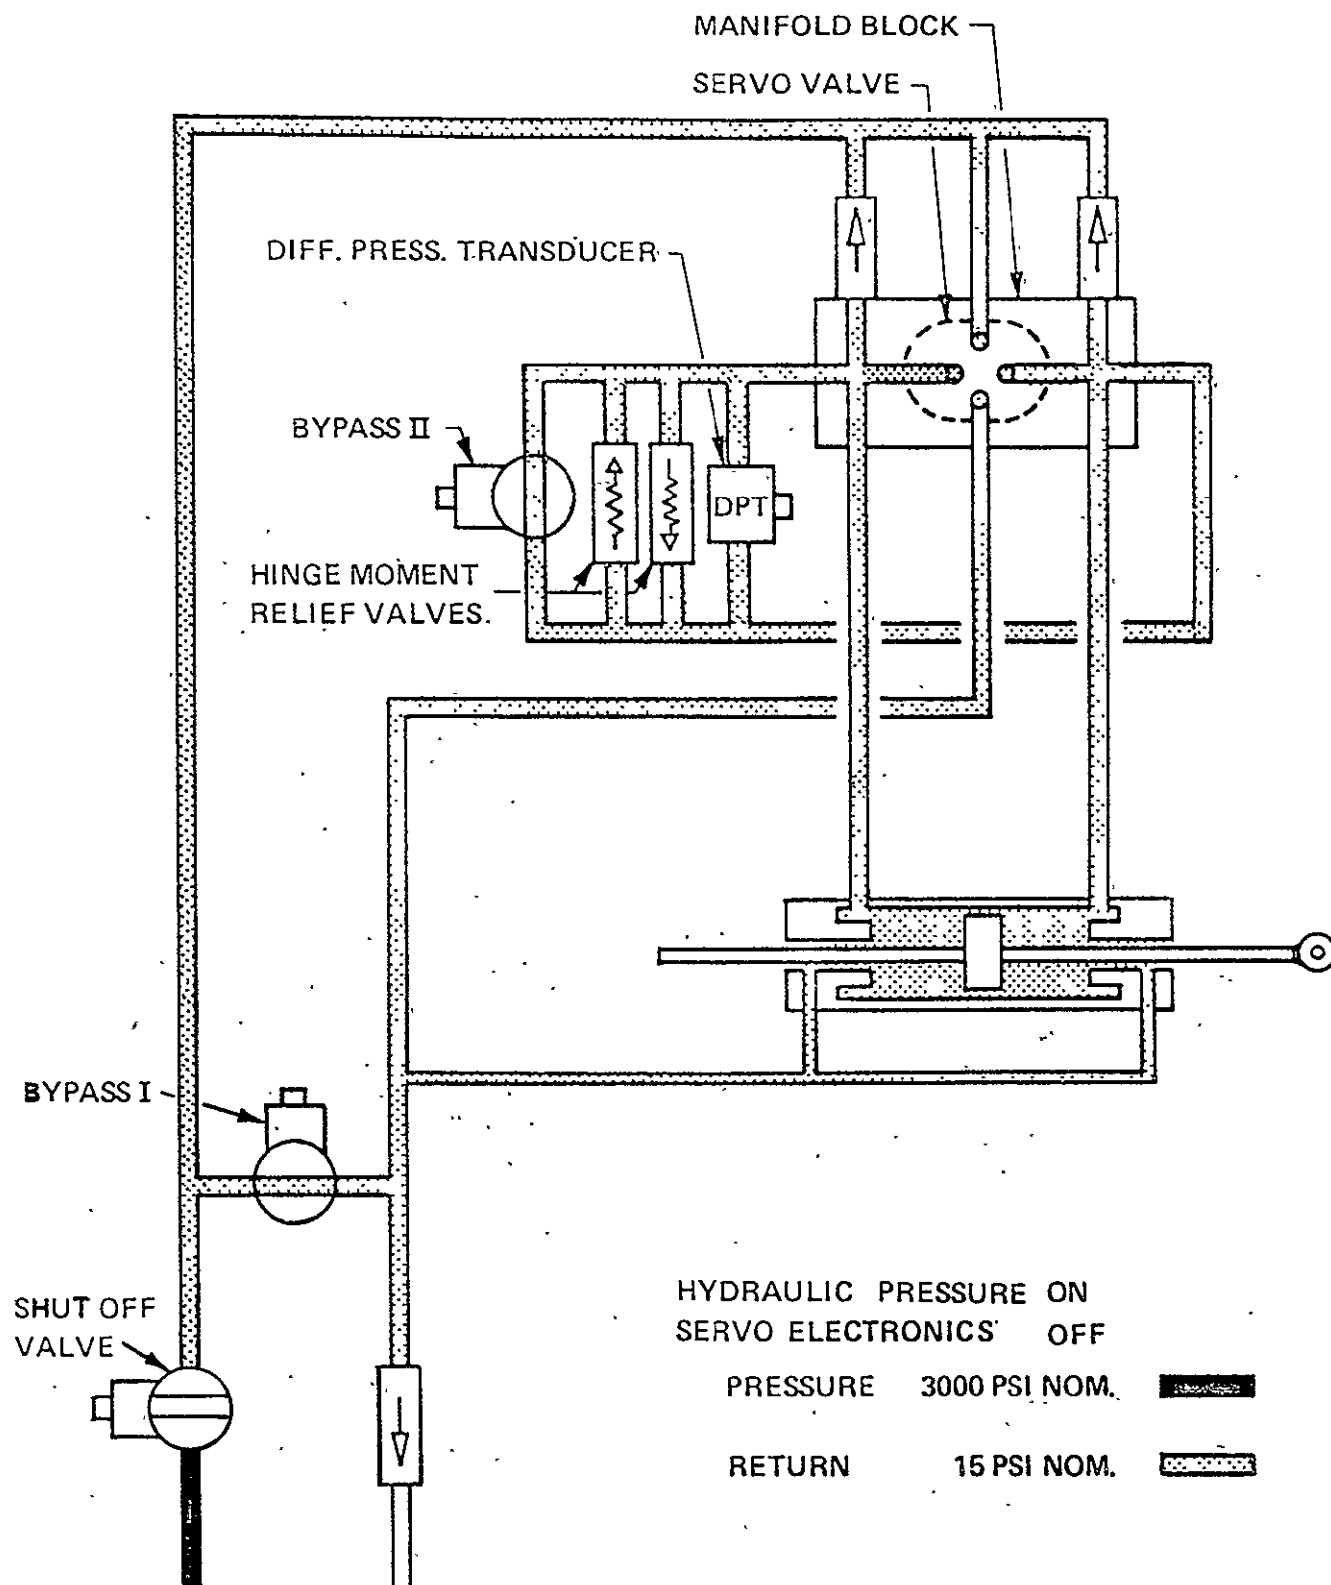 MANIFOLD BLOCK
SERVO VALVE
DIFF. PRESS. TRANSDUCER
BYPASS II
DPT
HINGE MOMENT
RELIEF VALVES.
BYPASS I
SHUT OFF
VALVE
HYDRAULIC PRESSURE ON
SERVO ELECTRONICS OFF
PRESSURE 3000 PSI NOM.
RETURN 15 PSI NOM.